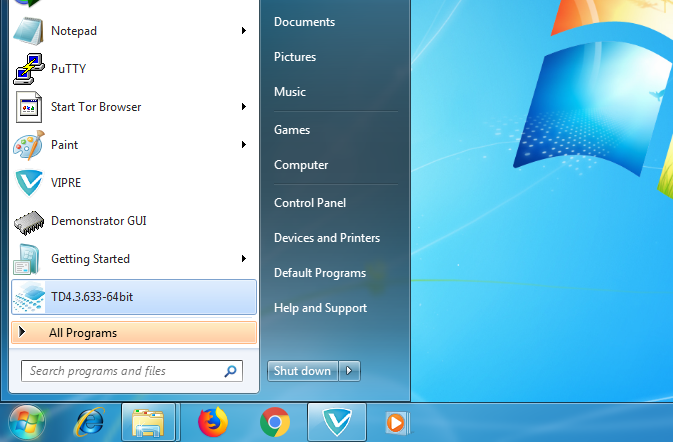 Notepad
PuTTY
Start Tor Browser
Paint
VIPRE
Demonstrator GUI
Getting Started
TD4.3.633-64bit
All Programs
Search programs and files
Documents
Pictures
Music
Games
Computer
Control Panel
Devices and Printers
Default Programs
Help and Support
Shut down